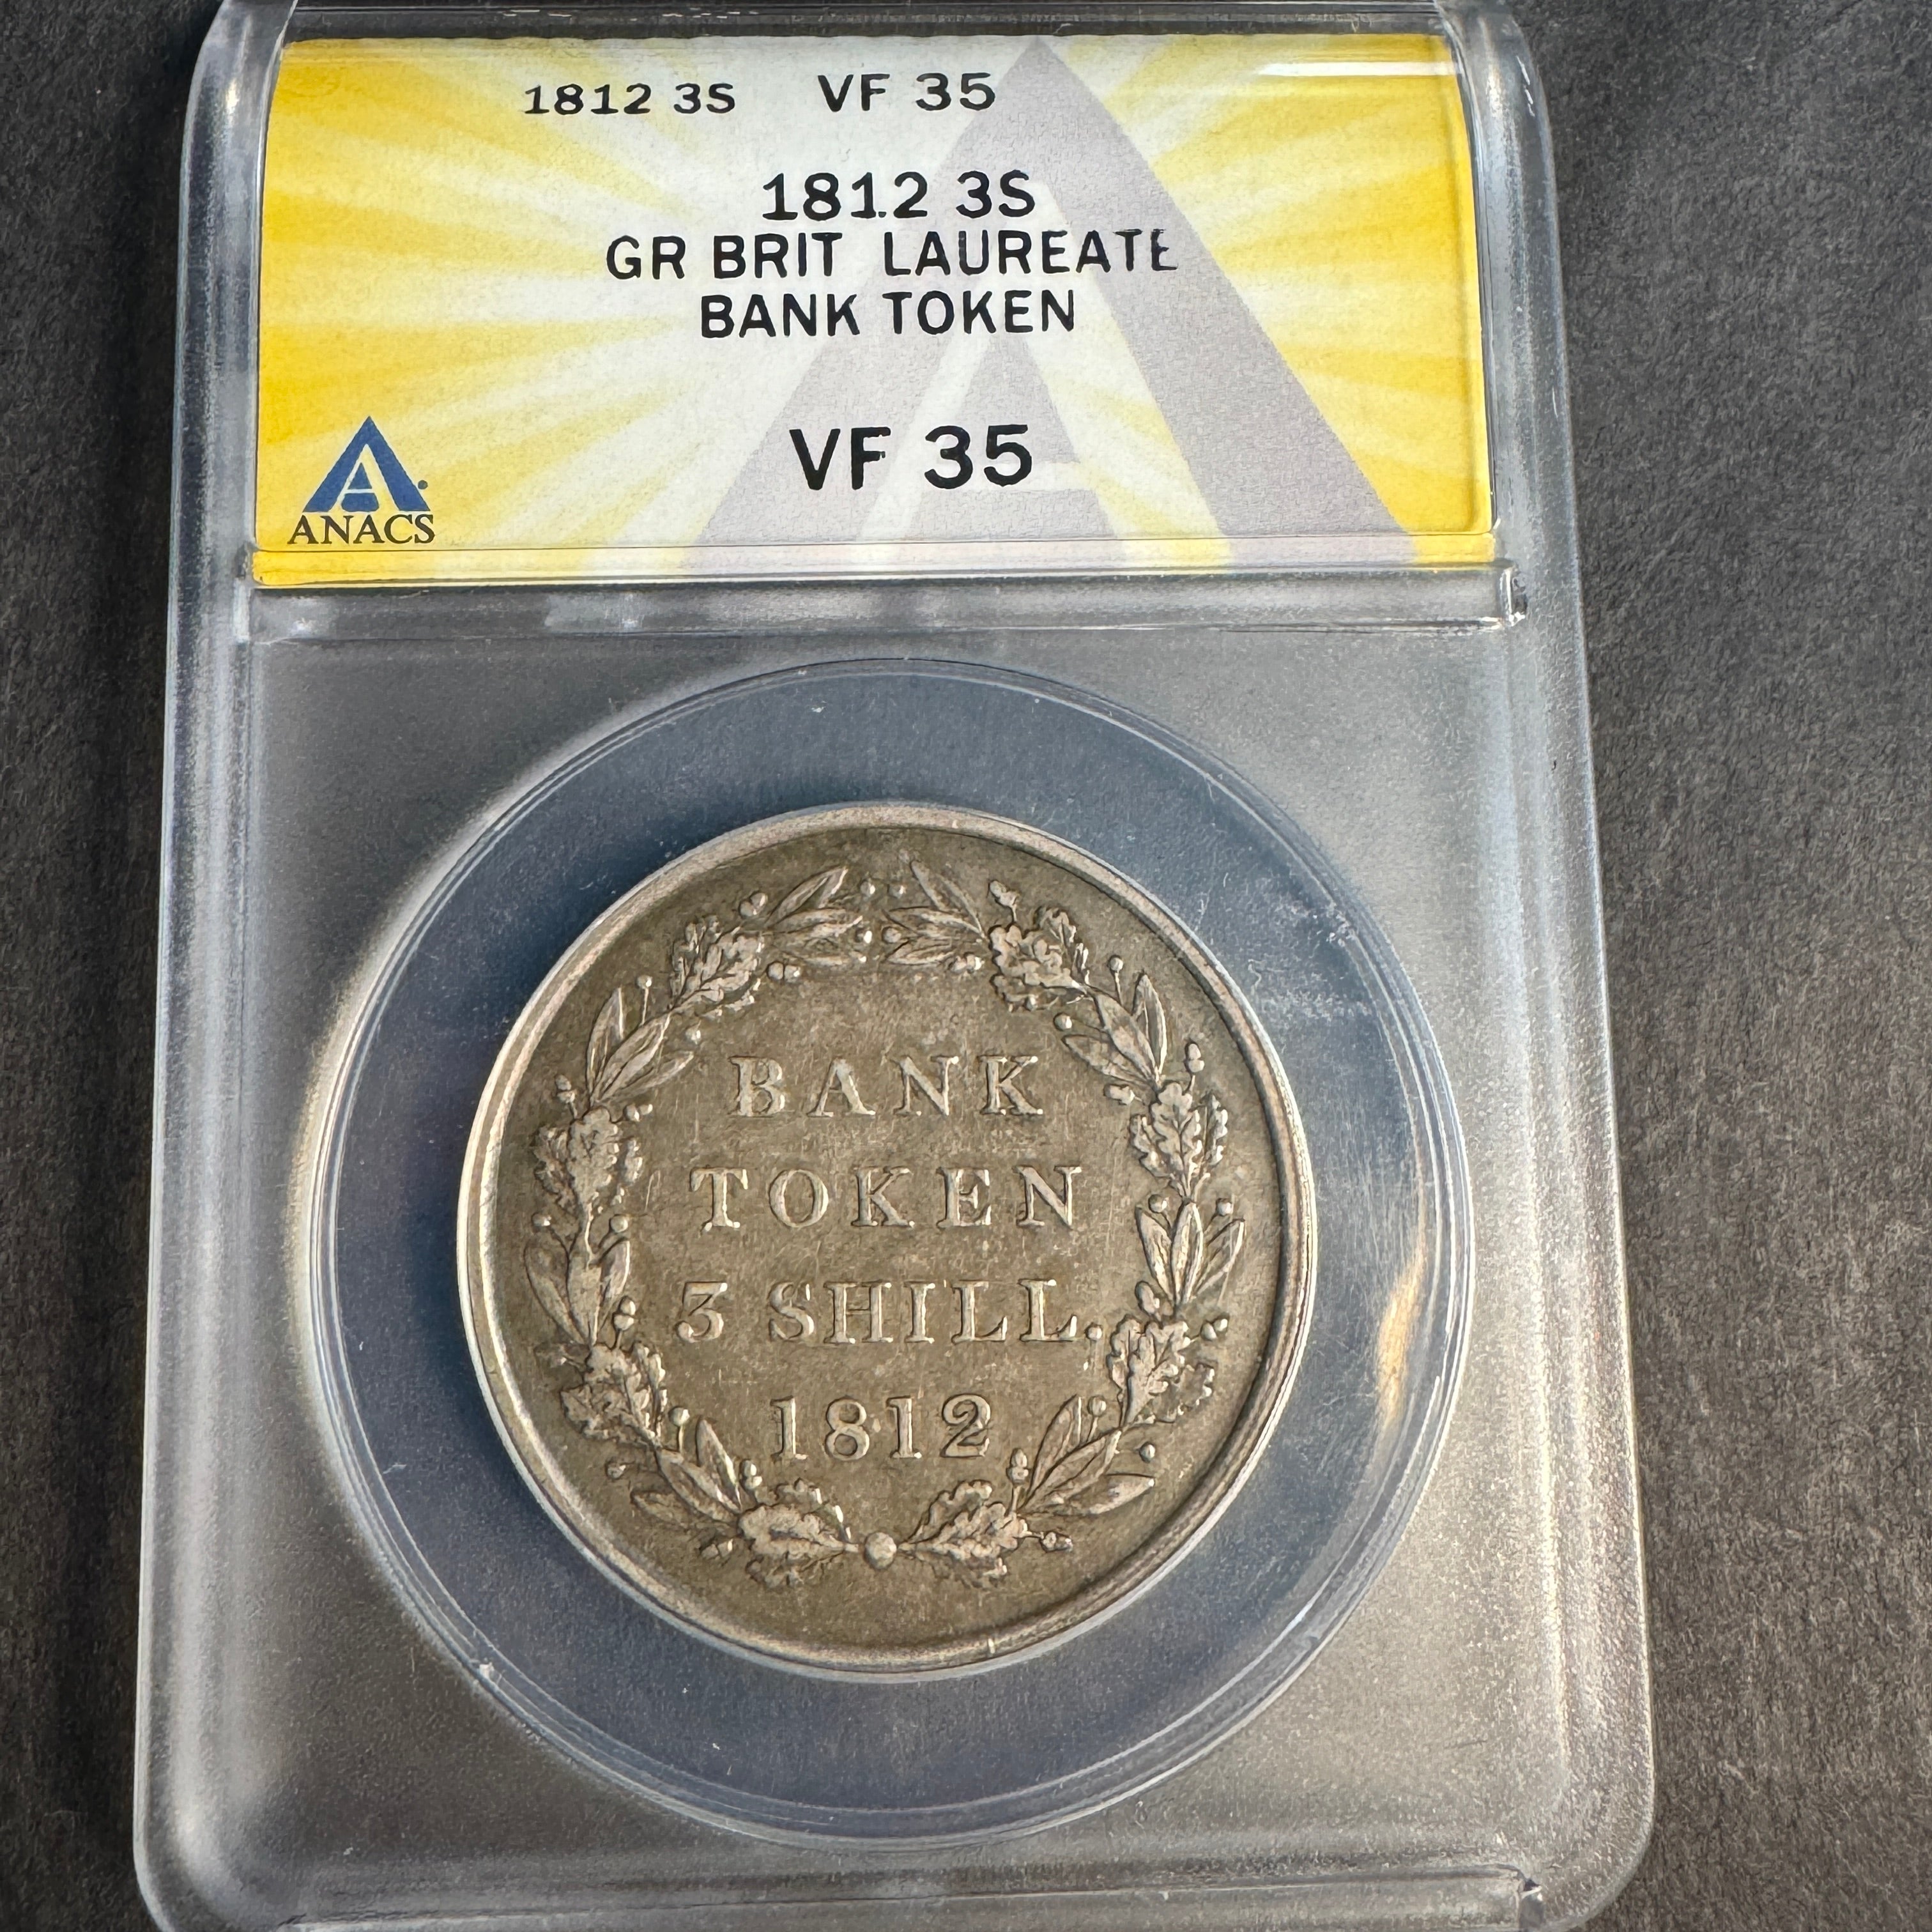 1812 3S VF 35
1812 3S
GR BRIT LAUREATE
BANK TOKEN
VF 35
ANACS
BANK
TOKEN
3 SHILL.
1812